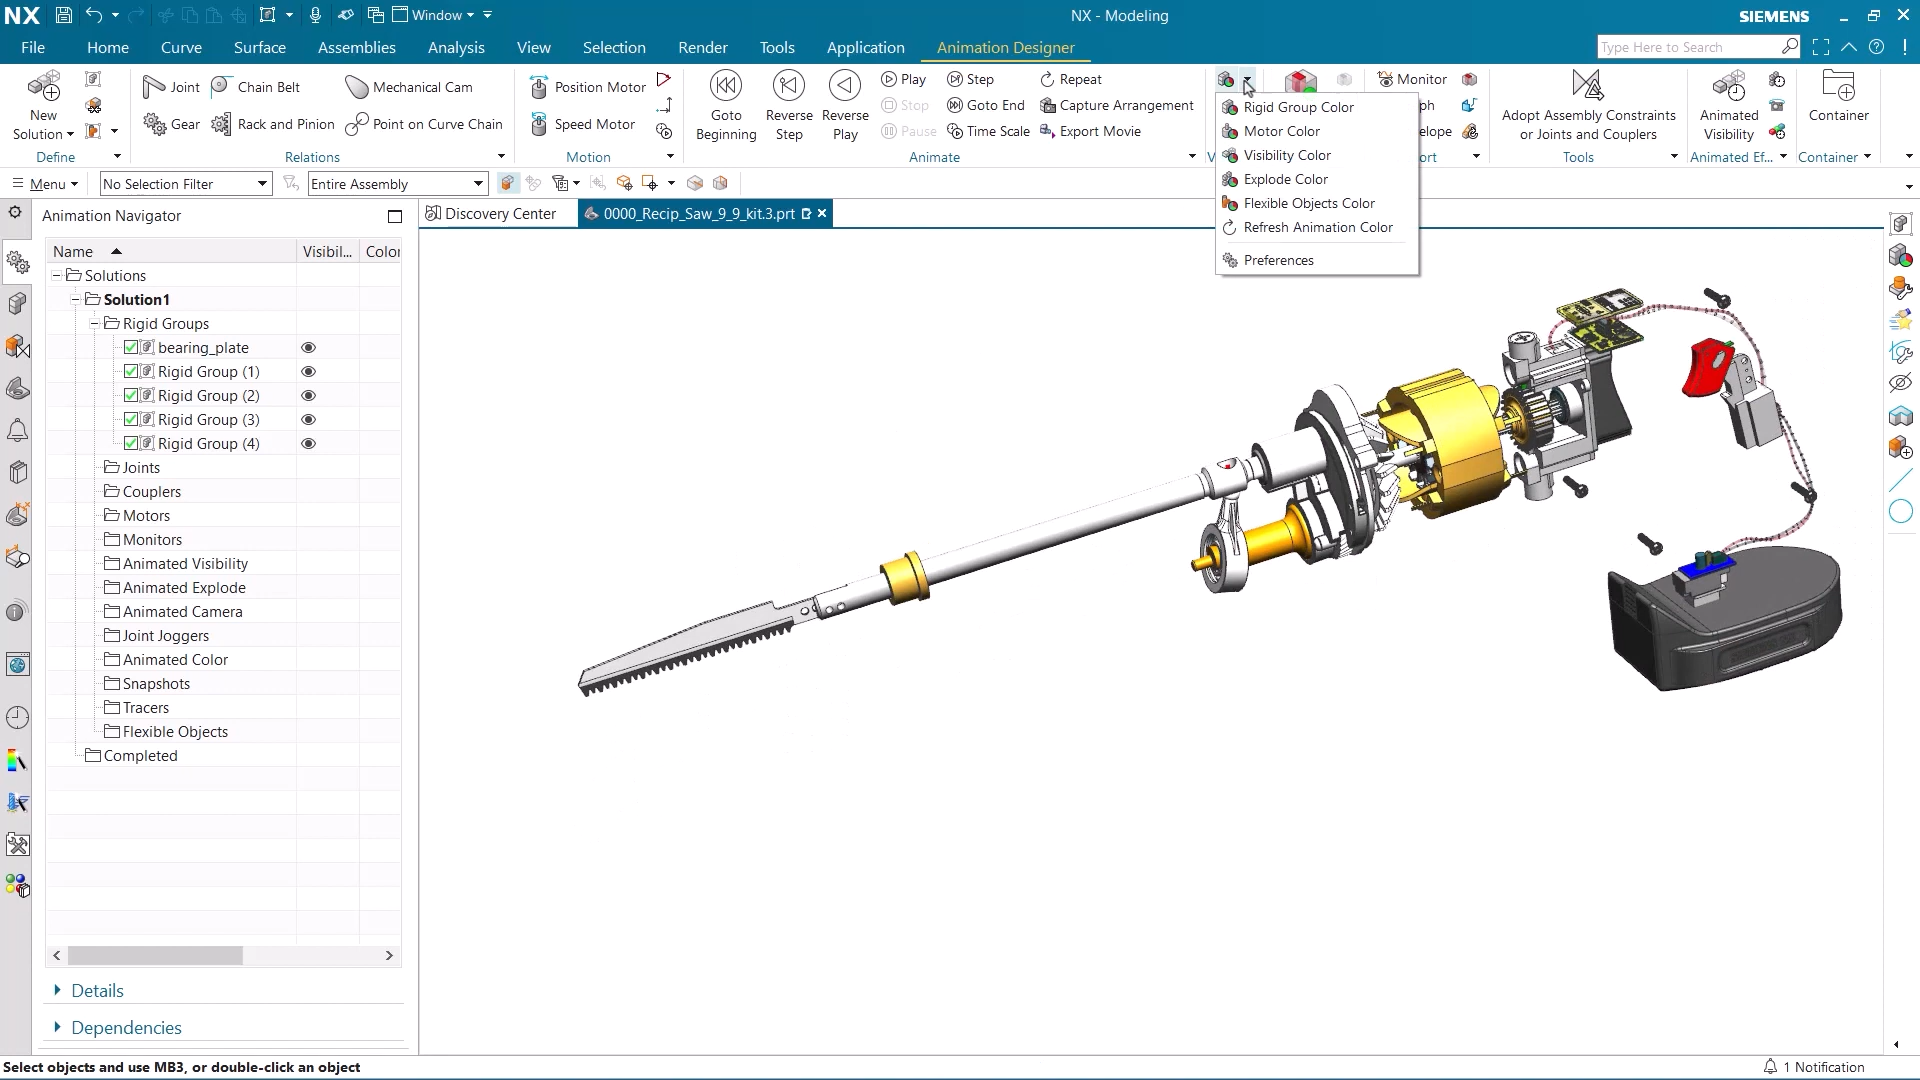 NX
Window
NX - Modeling
SIEMENS
File
Home
Curve
Surface
Assemblies
Analysis
View
Selection
Render
Tools
Application
Animation Designer
Type Here to Search
New
Solution
Define
Joint
Chain Belt
Mechanical Cam
Gear
Rack and Pinion
Point on Curve Chain
Relations
Position Motor
Speed Motor
Motion
Goto
Beginning
Reverse
Step
Reverse
Play
Play
Step
Repeat
Stop
Goto End
Capture Arrangement
Pause
Time Scale
Export Movie
Animate
Monitor
ph
elope
ort
Adopt Assembly Constraints
or Joints and Couplers
Tools
Animated
Visibility
Animated Ef...
Container
Container
Rigid Group Color
Motor Color
Visibility Color
Explode Color
Flexible Objects Color
Refresh Animation Color
Preferences
Menu
No Selection Filter
Entire Assembly
Animation Navigator
Discovery Center
0000_Recip_Saw_9_9_kit.3.prt
Name
Visibil...
Color
Solutions
Solution1
Rigid Groups
bearing_plate
Rigid Group (1)
Rigid Group (2)
Rigid Group (3)
Rigid Group (4)
Joints
Couplers
Motors
Monitors
Animated Visibility
Animated Explode
Animated Camera
Joint Joggers
Animated Color
Snapshots
Tracers
Flexible Objects
Completed
Details
Dependencies
Select objects and use MB3, or double-click an object
1 Notification